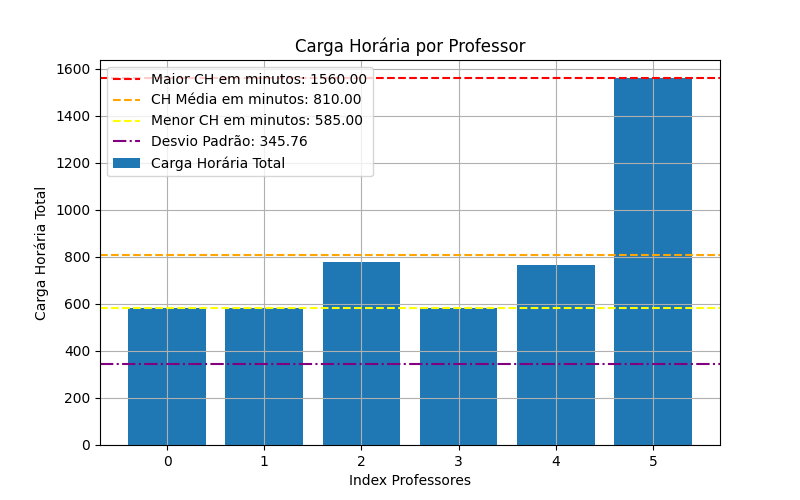 Carga Horária por Professor
Maior CH em minutos: 1560.00
CH Média em minutos: 810.00
Menor CH em minutos: 585.00
Desvio Padrão: 345.76
Carga Horária Total
Carga Horária Total
1600
1400
1200
1000
800
600
400
200
0
0 1 2 3 4 5
Index Professores